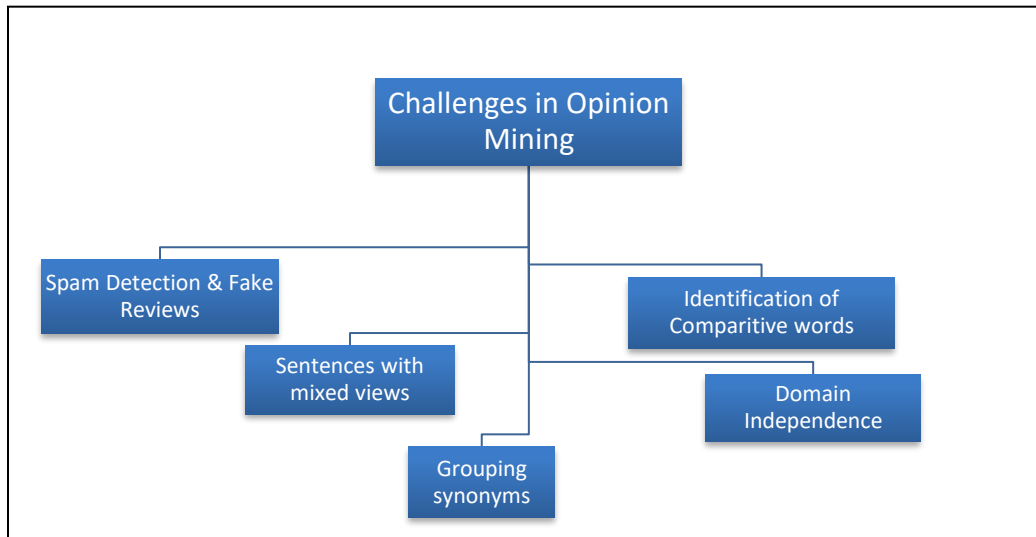 Challenges in Opinion
Mining
Spam Detection & Fake
Reviews
Identification of
Comparitive words
Sentences with
mixed views
Domain
Independence
Grouping
synonyms